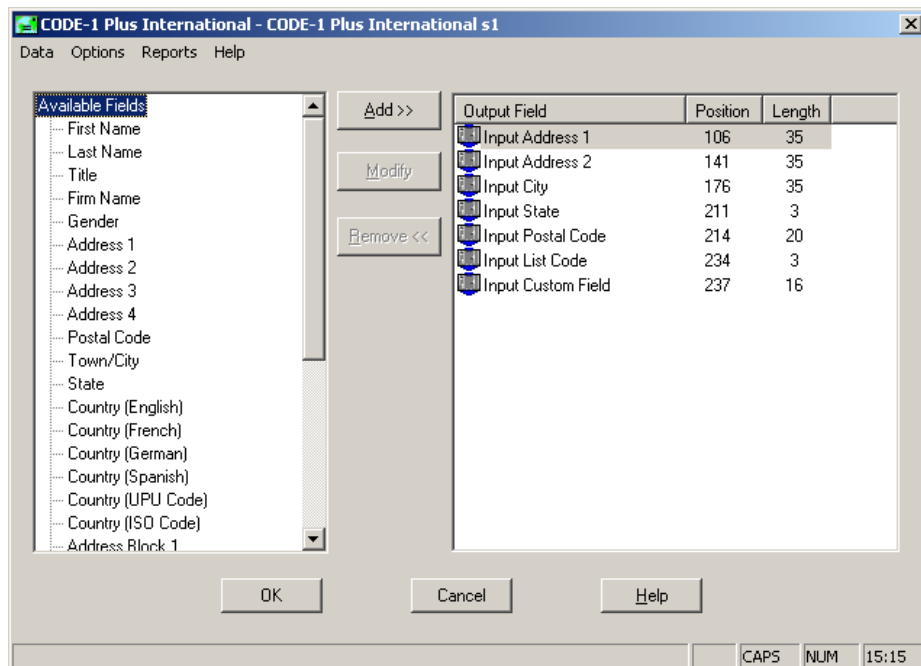 CODE-1 Plus International - CODE-1 Plus International s1
Data Options Reports Help
Available Fields
First Name
Last Name
Title
Firm Name
Gender
Address 1
Address 2
Address 3
Address 4
Postal Code
Town/City
State
Country (English)
Country (French)
Country (German)
Country (Spanish)
Country (UPU Code)
Country (ISO Code)
Address Block 1
Add >>
Modify
Remove <<
Output Field Position Length
Input Address 1 106 35
Input Address 2 141 35
Input City 176 35
Input State 211 3
Input Postal Code 214 20
Input List Code 234 3
Input Custom Field 237 16
OK Cancel Help
CAPS NUM 15:15